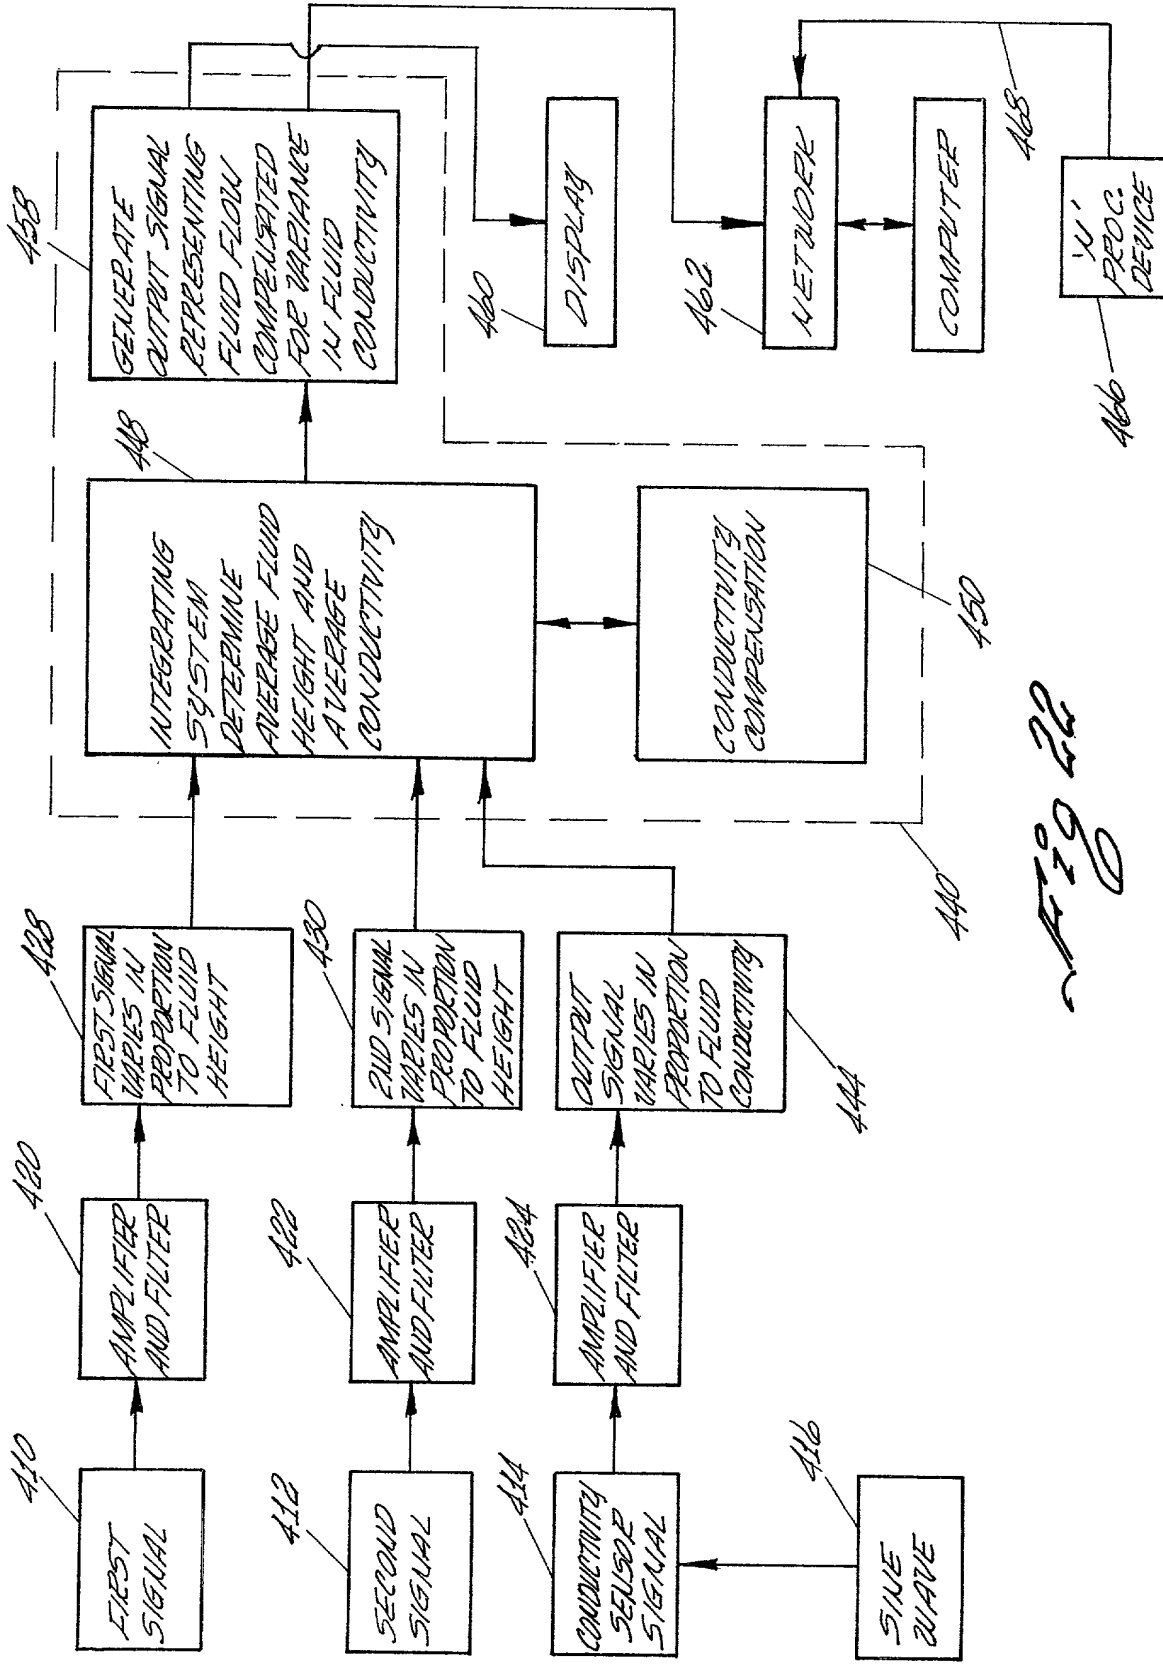 410
FIRST
SIGNAL
420
AMPLIFIER
AND FILTER
428
FIRST SIGNAL
VARIES IN
PROPORTION
TO FLUID
HEIGHT
412
SECOND
SIGNAL
422
AMPLIFIER
AND FILTER
430
2ND SIGNAL
VARIES IN
PROPORTION
TO FLUID
HEIGHT
414
CONDUCTIVITY
SENSOR
SIGNAL
424
AMPLIFIER
AND FILTER
OUTPUT
SIGNAL
VARIES IN
PROPORTION
TO FLUID
CONDUCTIVITY
444
416
SINE
WAVE
448
INTEGRATING
SYSTEM
DETERMINE
AVERAGE FLUID
HEIGHT AND
AVERAGE
CONDUCTIVITY
CONDUCTIVITY
COMPENSATION
450
440
458
GENERATE
OUTPUT SIGNAL
REPRESENTING
FLUID FLOW
COMPENSATED
FOR VARIANCE
IN FLUID
CONDUCTIVITY
460
DISPLAY
462
NETWORK
COMPUTER
468
'N'
PROC.
DEVICE
466
Fig 22